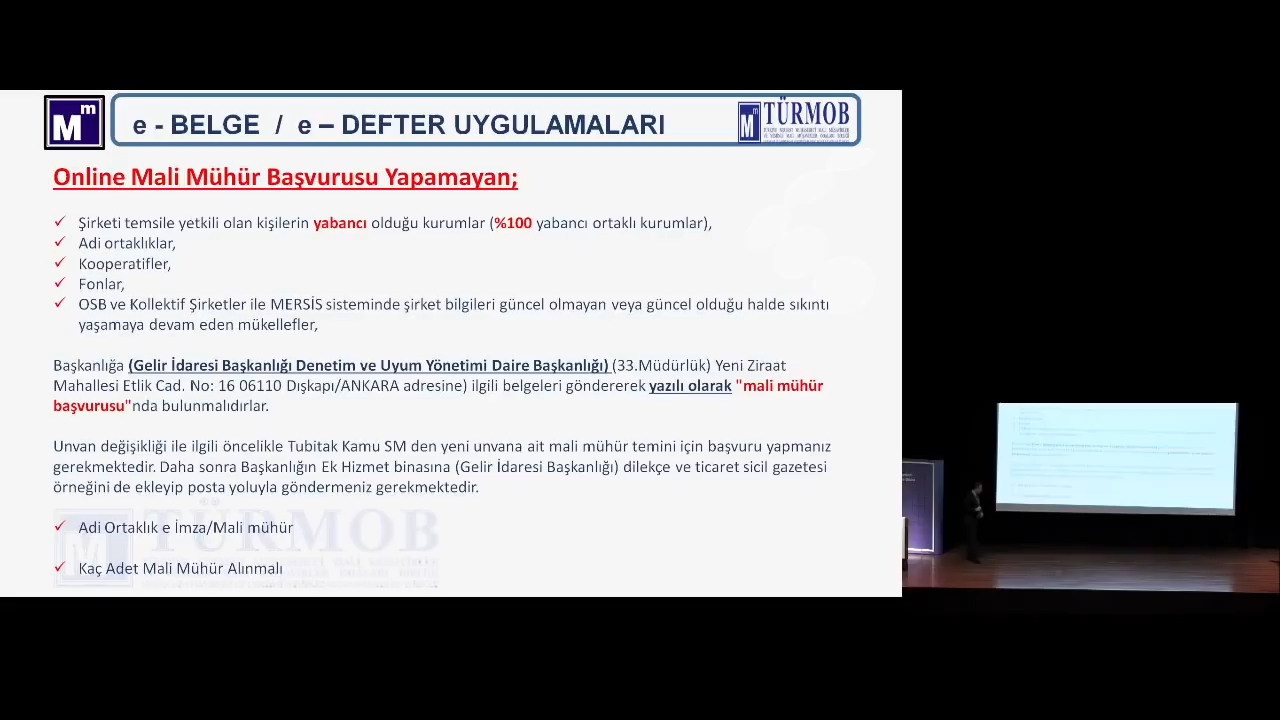 Mm
e - BELGE / e – DEFTER UYGULAMALARI
TÜRMOB
Online Mali Mühür Başvurusu Yapamayan;
✓ Şirketi temsile yetkili olan kişilerin yabancı olduğu kurumlar (%100 yabancı ortaklı kurumlar),
✓ Adi ortaklıklar,
✓ Kooperatifler,
✓ Fonlar,
✓ OSB ve Kollektif Şirketler ile MERSİS sisteminde şirket bilgileri güncel olmayan veya güncel olduğu halde sıkıntı
yaşamaya devam eden mükellefler,
Başkanlığa (Gelir İdaresi Başkanlığı Denetim ve Uyum Yönetimi Daire Başkanlığı) (33.Müdürlük) Yeni Ziraat
Mahallesi Etlik Cad. No: 16 06110 Dışkapı/ANKARA adresine) ilgili belgeleri göndererek yazılı olarak "mali mühür
başvurusu"nda bulunmalıdırlar.
Unvan değişikliği ile ilgili öncelikle Tubitak Kamu SM den yeni unvana ait mali mühür temini için başvuru yapmanız
gerekmektedir. Daha sonra Başkanlığın Ek Hizmet binasına (Gelir İdaresi Başkanlığı) dilekçe ve ticaret sicil gazetesi
örneğini de ekleyip posta yoluyla göndermeniz gerekmektedir.
TÜRMOB
✓ Adi Ortaklık e İmza/Mali mühür
✓ Kaç Adet Mali Mühür Alınmalı